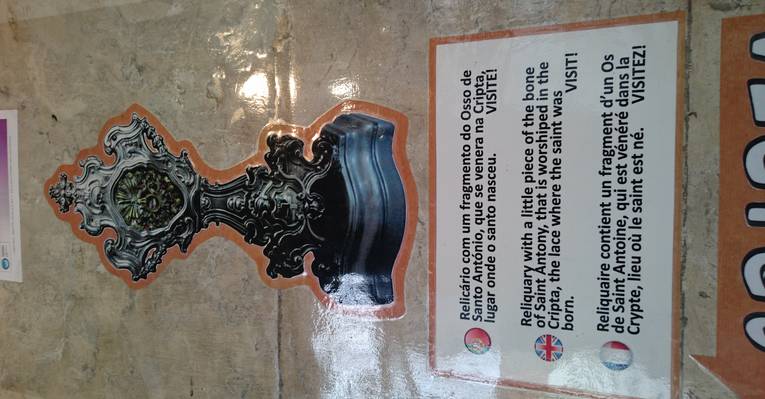 Relicário com um fragmento do Osso de
Santo António, que se venera na Cripta,
lugar onde o santo nasceu. VISITE!
Reliquary with a little piece of the bone
of Saint Antony, that is worshiped in the
Cripta, the lace where the saint was
born. VISIT!
Reliquaire contient un fragment d'un Os
de Saint Antoine, qui est vénéré dans la
Crypte, lieu où le saint est né. VISITEZ!